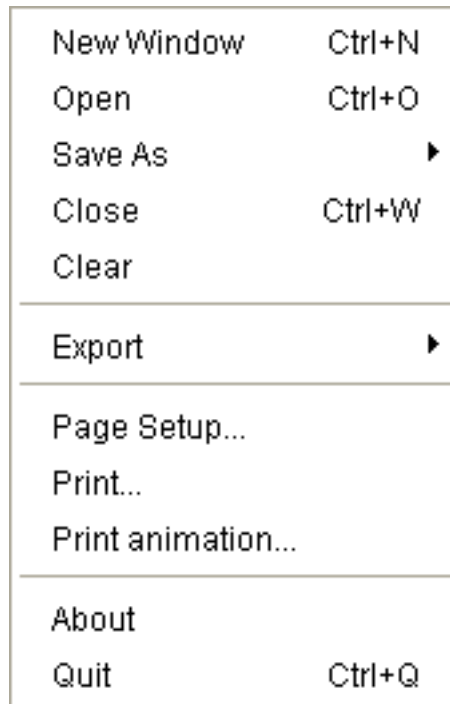 New Window Ctrl+N
Open Ctrl+O
Save As
Close Ctrl+W
Clear
Export
Page Setup...
Print...
Print animation...
About
Quit Ctrl+Q